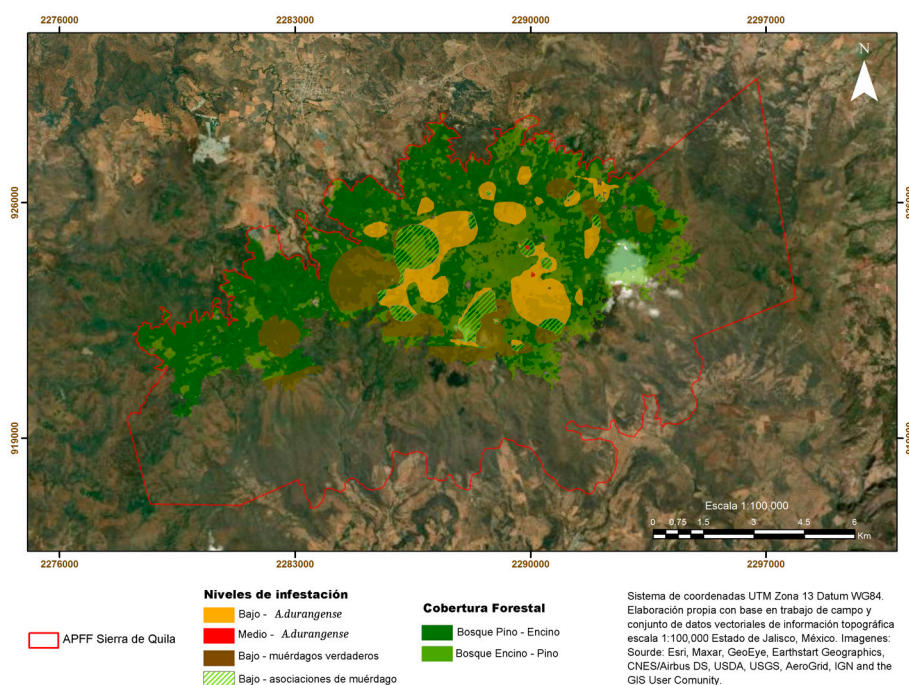 2276000 2283000 2290000 2297000
N
926000 926000
919000 919000
Escala 1:100,000
0 0.75 1.5 3 4.5 6
Km
2276000 2283000 2290000 2297000
APFF Sierra de Quila
Niveles de infestación
Bajo - A.durangense
Medio - A.durangense
Bajo - muérdagos verdaderos
Bajo - asociaciones de muérdago
Cobertura Forestal
Bosque Pino - Encino
Bosque Encino - Pino
Sistema de coordenadas UTM Zona 13 Datum WG84.
Elaboración propia con base en trabajo de campo y
conjunto de datos vectoriales de información topográfica
escala 1:100,000 Estado de Jalisco, México. Imagenes:
Sourde: Esri, Maxar, GeoEye, Earthstart Geographics,
CNES/Airbus DS, USDA, USGS, AeroGrid, IGN and the
GIS User Comunity.